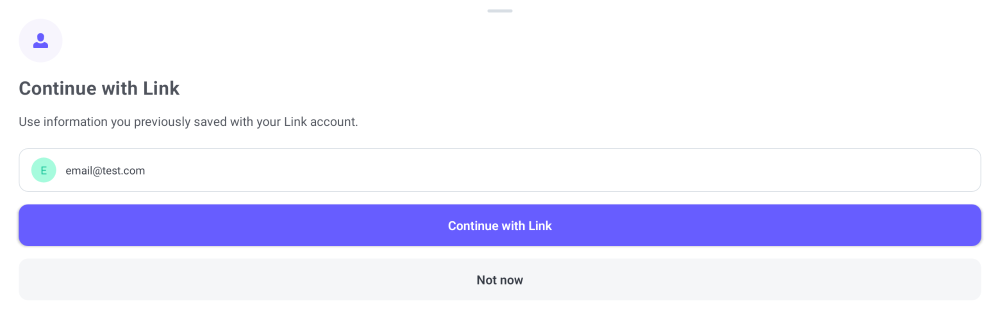 Continue with Link
Use information you previously saved with your Link account.
E
email@test.com
Continue with Link
Not now